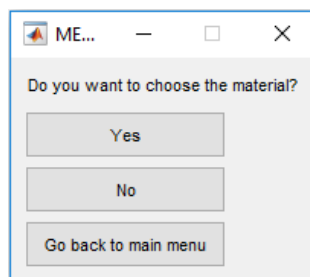 ME...
Do you want to choose the material?
Yes
No
Go back to main menu